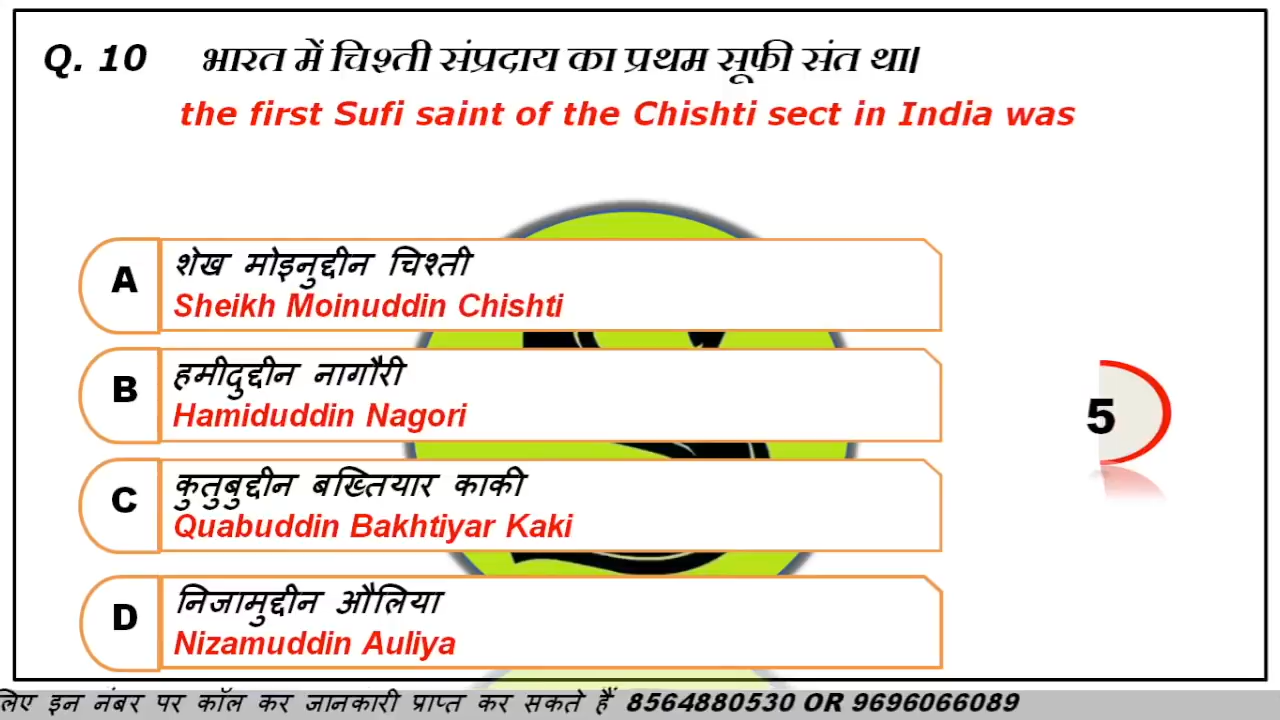 Q. 10 भारत में चिश्ती संप्रदाय का प्रथम सूफी संत था।
the first Sufi saint of the Chishti sect in India was
A
शेख मोइनुद्दीन चिश्ती
Sheikh Moinuddin Chishti
B
हमीदुद्दीन नागौरी
Hamiduddin Nagori
5
C
कुतुबुद्दीन बख्तियार काकी
Quabuddin Bakhtiyar Kaki
D
निजामुद्दीन औलिया
Nizamuddin Auliya
लिए इन नंबर पर कॉल कर जानकारी प्राप्त कर सकते हैं 8564880530 OR 9696066089